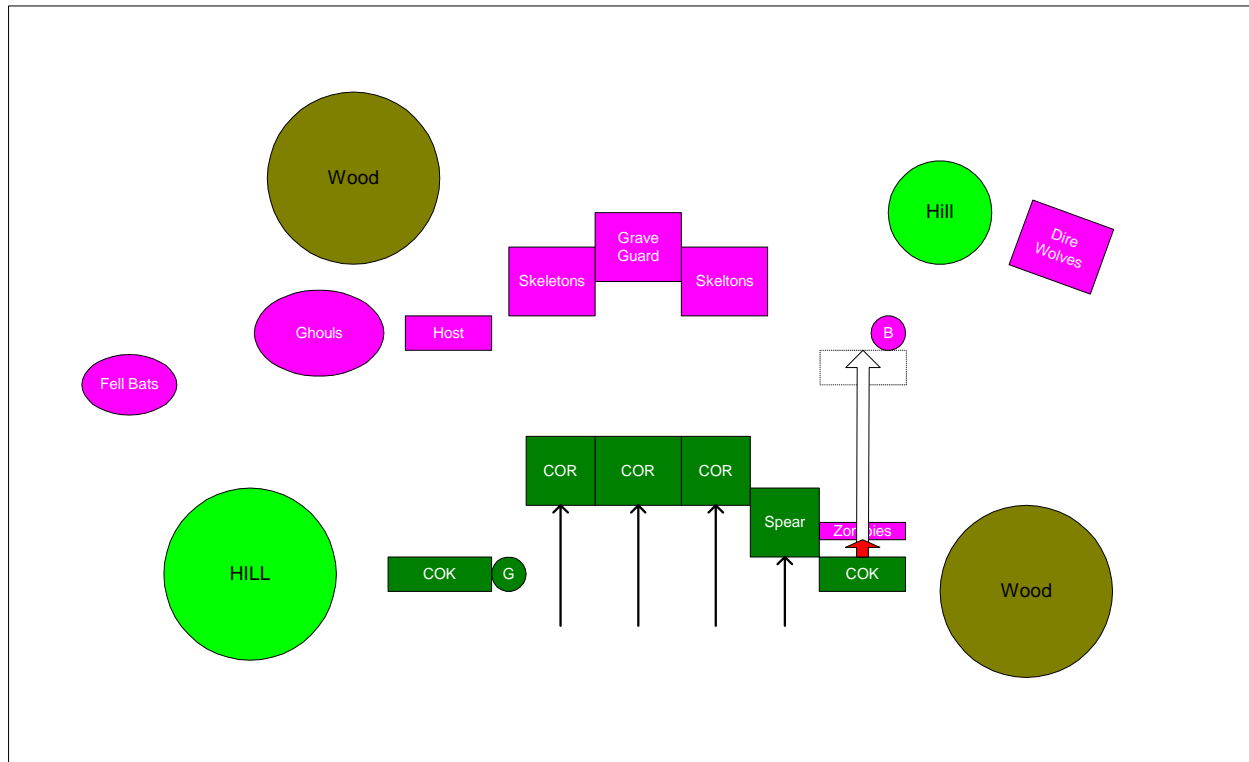 Wood
Hill
Dire
Wolves
Grave
Guard
Skeletons
Skeltons
Ghouls
Host
B
Fell Bats
COR
COR
COR
Spear
Zombies
HILL
COK
G
COK
Wood